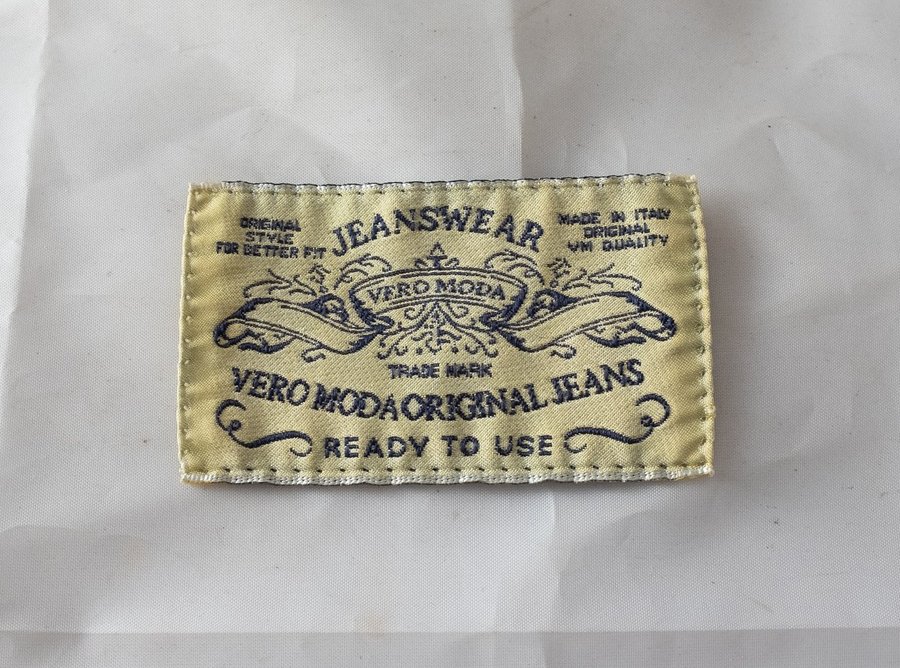 ORIGINAL
STYLE
FOR BETTER FIT
JEANSWEAR
MADE IN ITALY
ORIGINAL
VM QUALITY
VERO MODA
TRADE MARK
VERO MODA ORIGINAL JEANS
READY TO USE